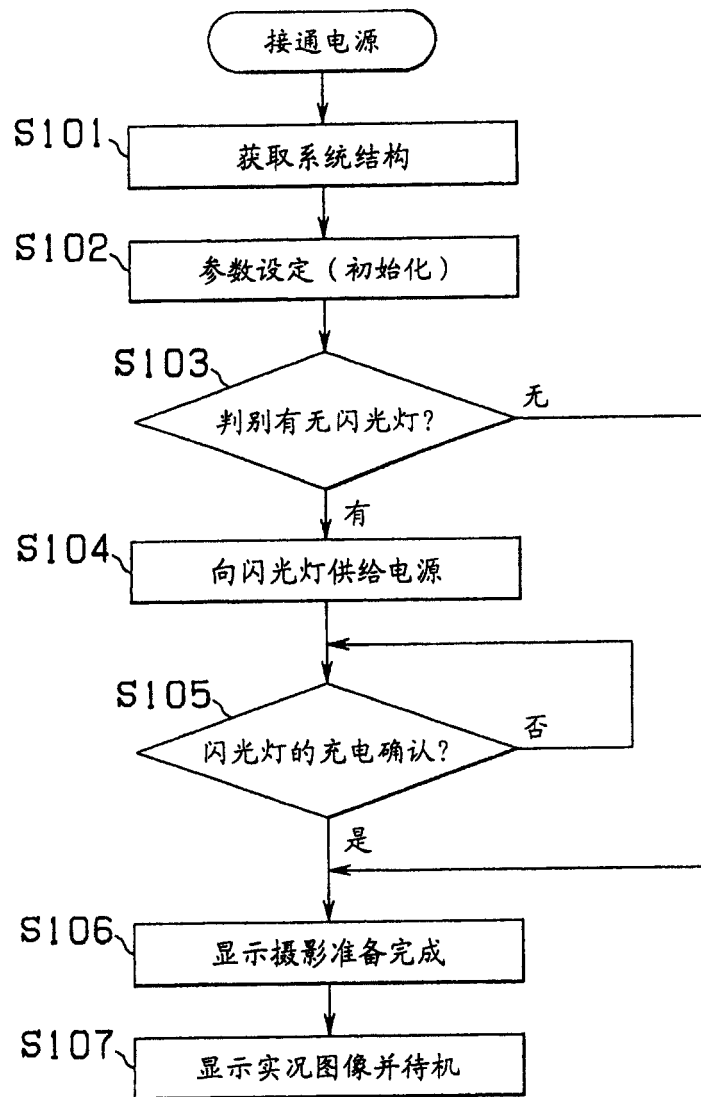 接通电源
S101
获取系统结构
S102
参数设定（初始化）
S103
判别有无闪光灯？
无
有
S104
向闪光灯供给电源
S105
闪光灯的充电确认？
否
是
S106
显示摄影准备完成
S107
显示实况图像并待机